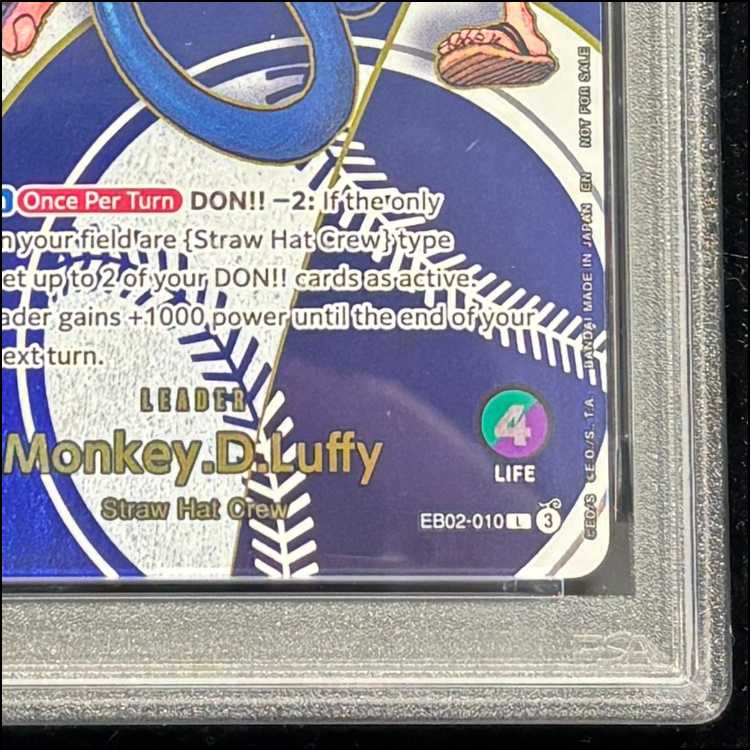 Once Per Turn DON!! −2: If the only
n your field are {Straw Hat Crew} type
et up to 2 of your DON!! cards as active.
ader gains +1000 power until the end of your
ext turn.
LEADER
Monkey.D.Luffy
Straw Hat Crew
4
LIFE
EB02-010 L 3
©EO/S ©E.O./S.,T.A. BANDAI MADE IN JAPAN EN NOT FOR SALE
PSA